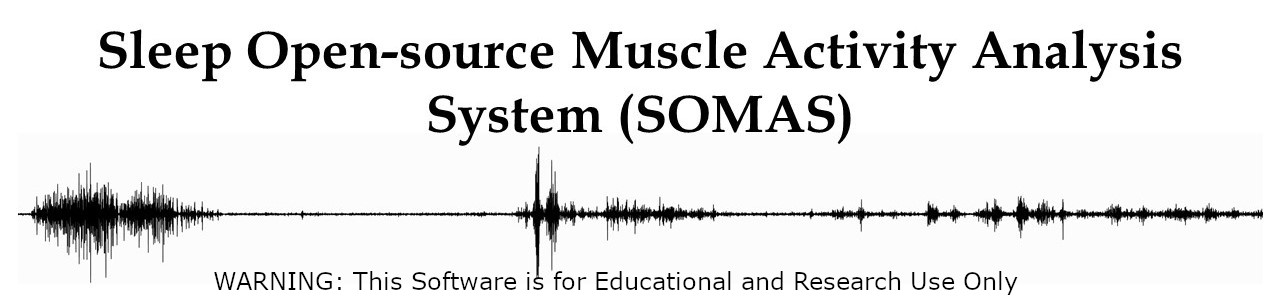 Sleep Open-source Muscle Activity Analysis
System (SOMAS)
WARNING: This Software is for Educational and Research Use Only